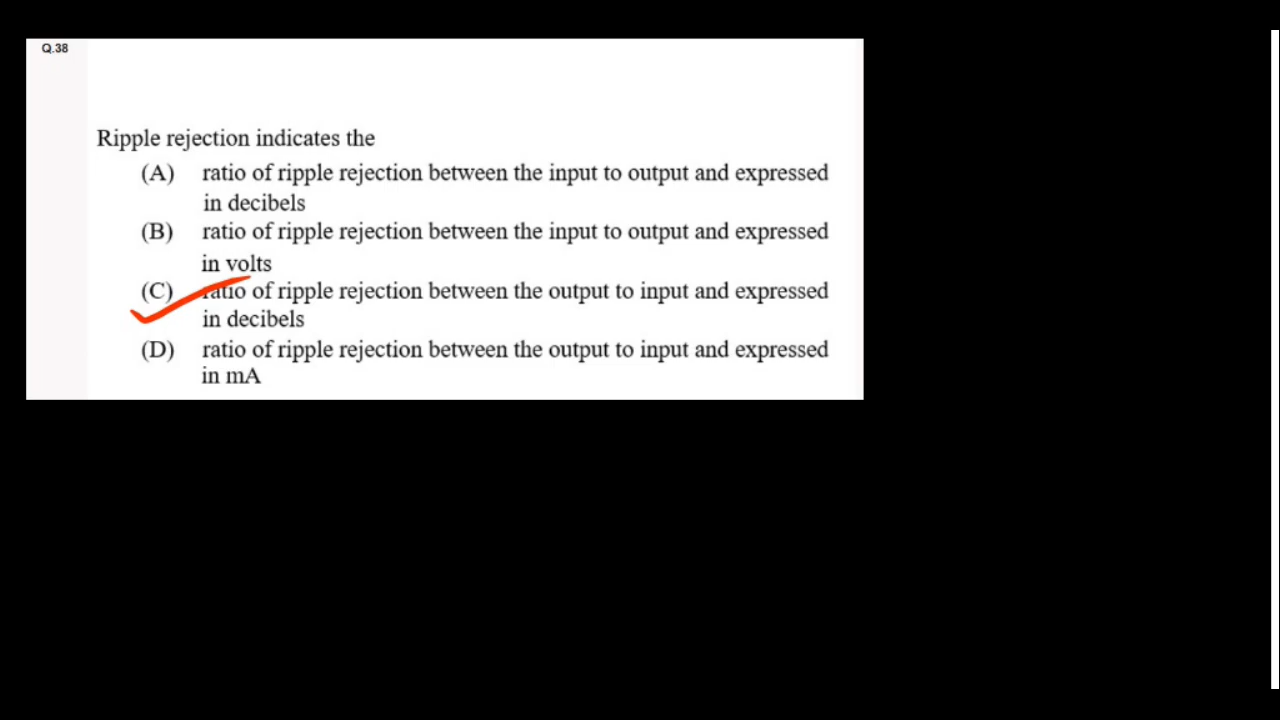 Q.38
Ripple rejection indicates the
(A) ratio of ripple rejection between the input to output and expressed
in decibels
(B) ratio of ripple rejection between the input to output and expressed
in volts
(C) ratio of ripple rejection between the output to input and expressed
in decibels
(D) ratio of ripple rejection between the output to input and expressed
in mA